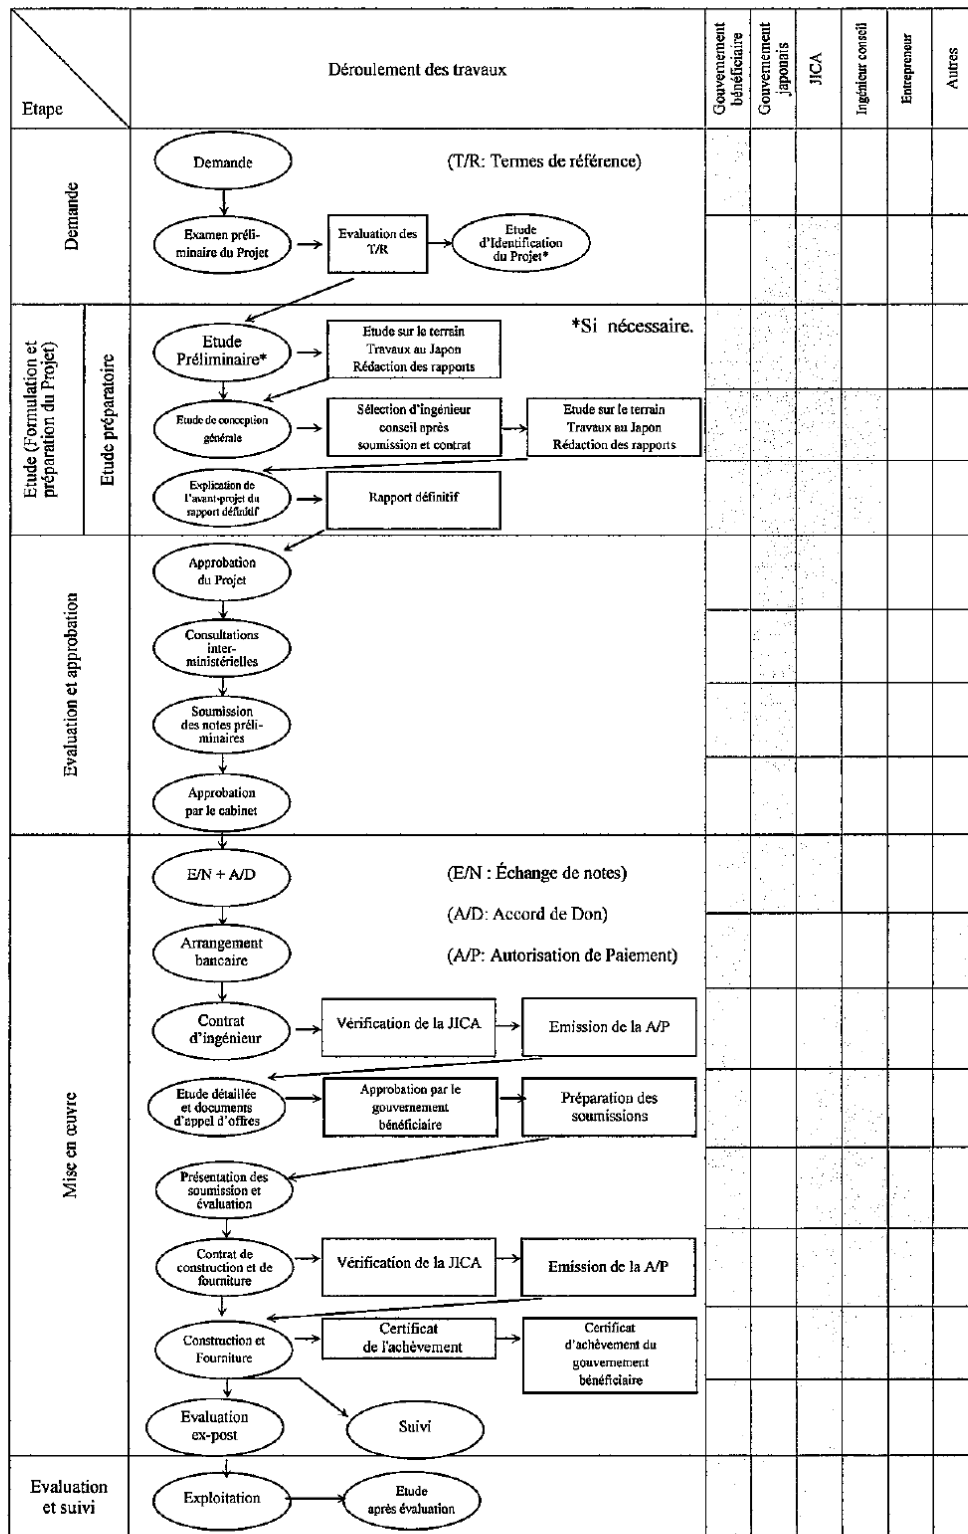 Etape
Déroulement des travaux
Gouvernement
bénéficiaire
Gouvernement
japonais
JICA
Ingénieur conseil
Entrepreneur
Autres
Demande
Demande
(T/R: Termes de référence)
Examen préli-
minaire du Projet
Evaluation des
T/R
Etude
d'Identification
du Projet*
Etude (Formulation et
préparation du Projet)
Etude préparatoire
*Si nécessaire.
Etude
Préliminaire*
Etude sur le terrain
Travaux au Japon
Rédaction des rapports
Etude de conception
générale
Sélection d'ingénieur
conseil après
soumission et contrat
Etude sur le terrain
Travaux au Japon
Rédaction des rapports
Explication de
l'avant-projet du
rapport définitif
Rapport définitif
Evaluation et approbation
Approbation
du Projet
Consultations
inter-
ministérielles
Soumission
des notes préli-
minaires
Approbation
par le cabinet
Mise en œuvre
E/N + A/D
(E/N : Échange de notes)
(A/D: Accord de Don)
Arrangement
bancaire
(A/P: Autorisation de Paiement)
Contrat
d'ingénieur
Vérification de la JICA
Emission de la A/P
Etude détaillée
et documents
d'appel d'offres
Approbation par le
gouvernement
bénéficiaire
Préparation des
soumissions
Présentation des
soumission et
évaluation
Contrat de
construction et de
fourniture
Vérification de la JICA
Emission de la A/P
Construction et
Fourniture
Certificat
de l'achèvement
Certificat
d'achèvement du
gouvernement
bénéficiaire
Evaluation
ex-post
Suivi
Evaluation
et suivi
Exploitation
Etude
après évaluation